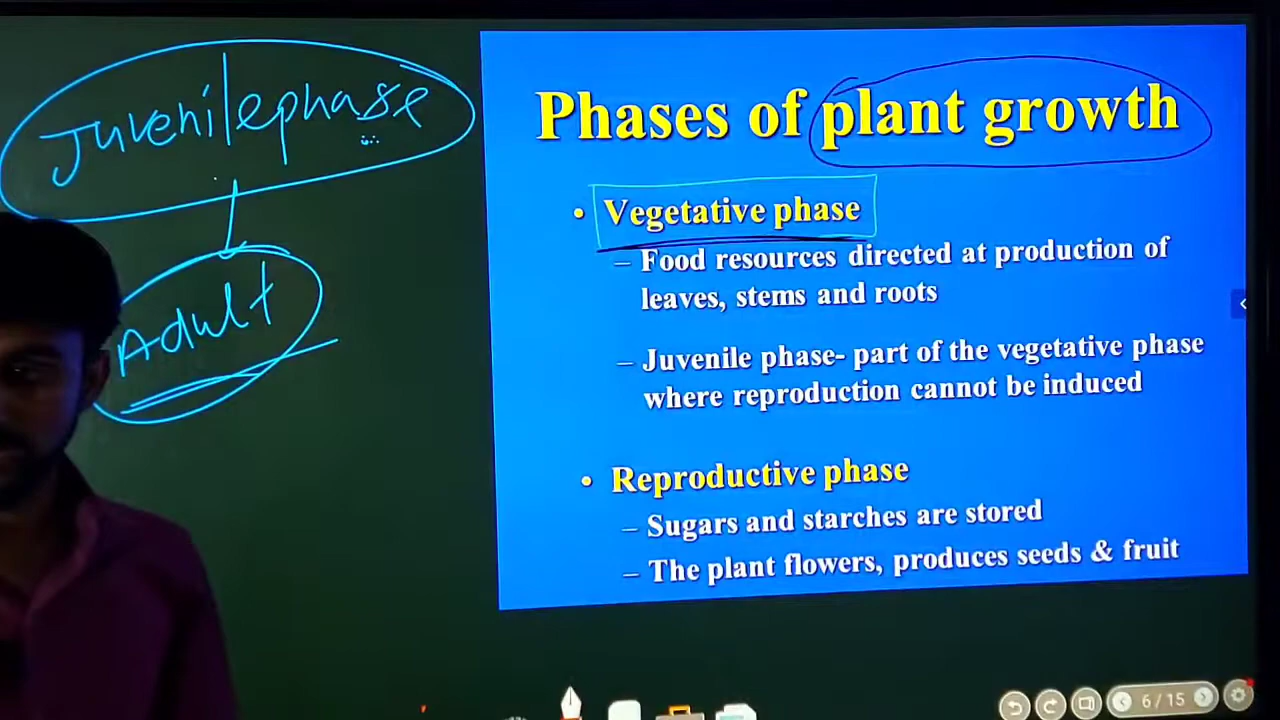 Juvenilephase
Adult
Phases of plant growth
• Vegetative phase
– Food resources directed at production of
leaves, stems and roots
– Juvenile phase- part of the vegetative phase
where reproduction cannot be induced
• Reproductive phase
– Sugars and starches are stored
– The plant flowers, produces seeds & fruit
6/15